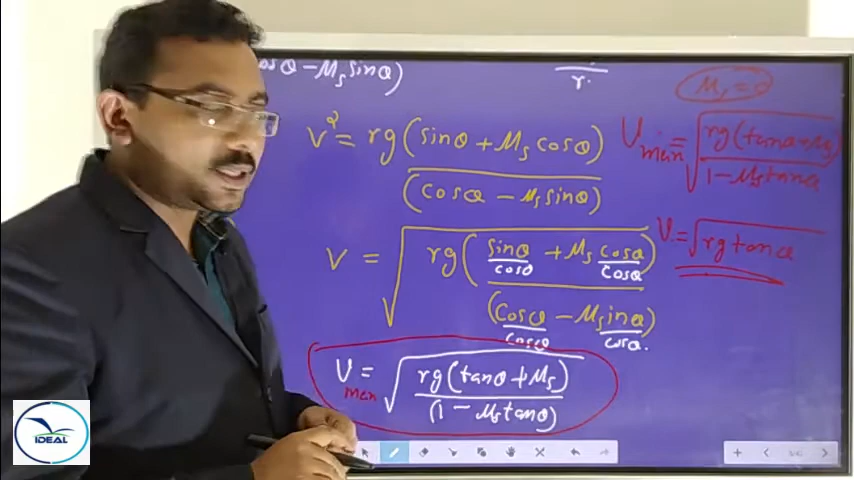 cosθ - μssinθ)
r.
μs = 0
v² = rg(sinθ + μs cosθ)
(cosθ - μs sinθ)
v = √rg( sinθ/cosθ + μs cosθ/cosθ)
(cosθ/cosθ - μs sinθ/cosθ.)
vmax = √rg(tanθ + μs)
(1 - μs tanθ)
vmax = √rg(tanθ + μs)
1 - μs tanθ
v = √rg tanθ
IDEAL